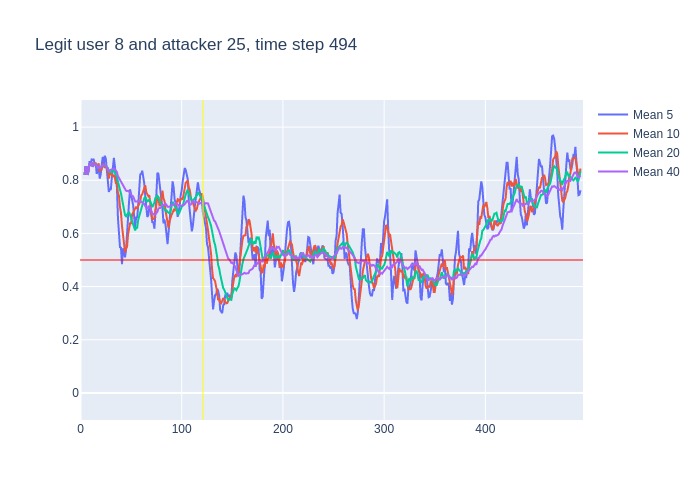 Legit user 8 and attacker 25, time step 494
Mean 5
Mean 10
Mean 20
Mean 40
1
0.8
0.6
0.4
0.2
0
0 100 200 300 400